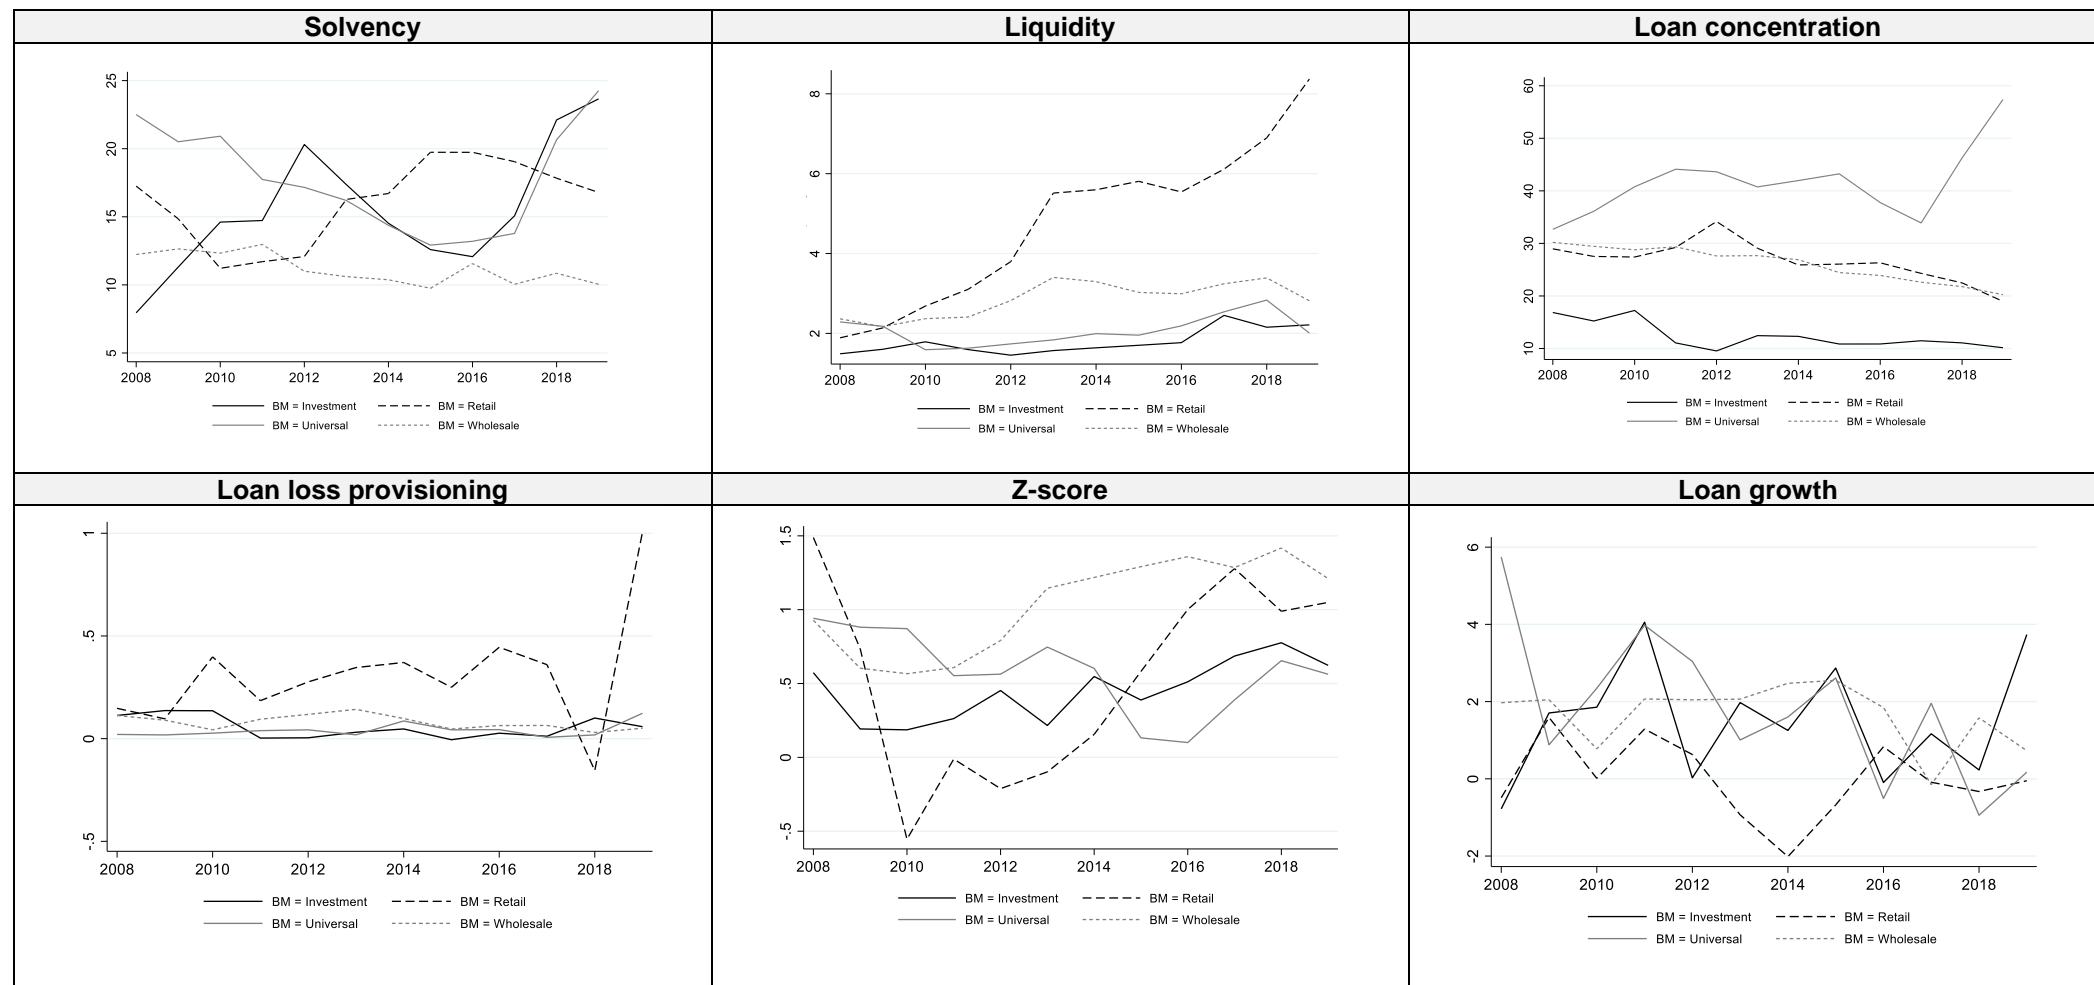 Solvency
25
20
15
10
5
2008 2010 2012 2014 2016 2018
BM = Investment BM = Retail
BM = Universal BM = Wholesale
Liquidity
8
6
4
2
2008 2010 2012 2014 2016 2018
BM = Investment BM = Retail
BM = Universal BM = Wholesale
Loan concentration
60
50
40
30
20
10
2008 2010 2012 2014 2016 2018
BM = Investment BM = Retail
BM = Universal BM = Wholesale
Loan loss provisioning
1
.5
0
-.5
2008 2010 2012 2014 2016 2018
BM = Investment BM = Retail
BM = Universal BM = Wholesale
Z-score
1.5
1
.5
0
-.5
2008 2010 2012 2014 2016 2018
BM = Investment BM = Retail
BM = Universal BM = Wholesale
Loan growth
6
4
2
0
-2
2008 2010 2012 2014 2016 2018
BM = Investment BM = Retail
BM = Universal BM = Wholesale